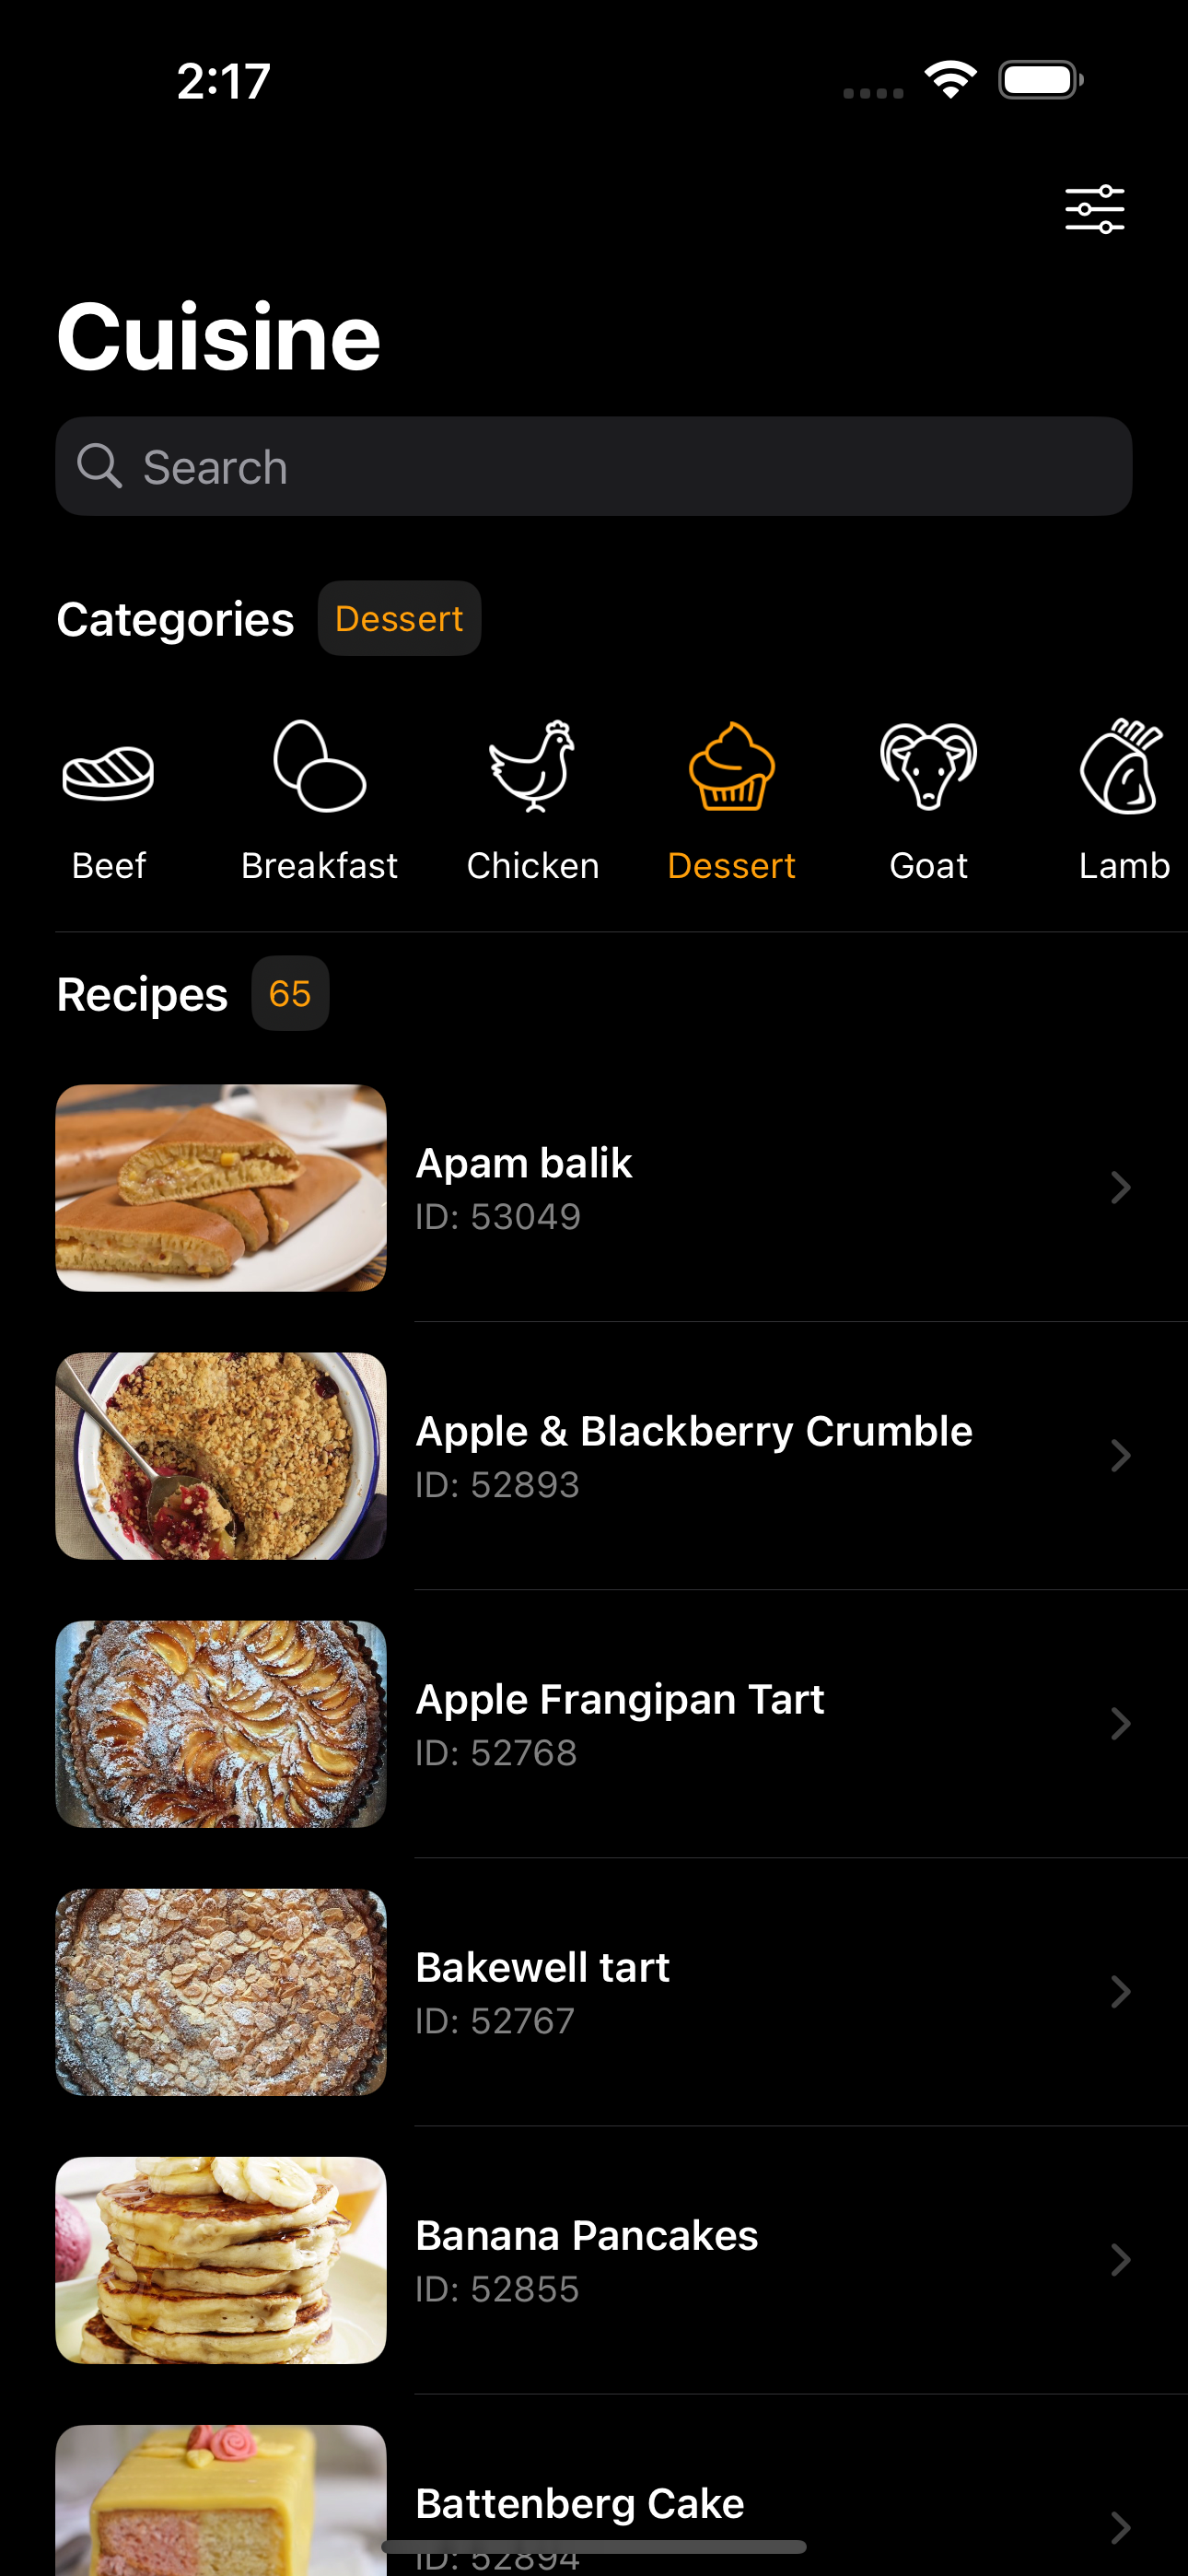 2:17
Cuisine
Search
Categories Dessert
Beef Breakfast Chicken Dessert Goat Lamb
Recipes 65
Apam balik
ID: 53049
Apple & Blackberry Crumble
ID: 52893
Apple Frangipan Tart
ID: 52768
Bakewell tart
ID: 52767
Banana Pancakes
ID: 52855
Battenberg Cake
ID: 52894